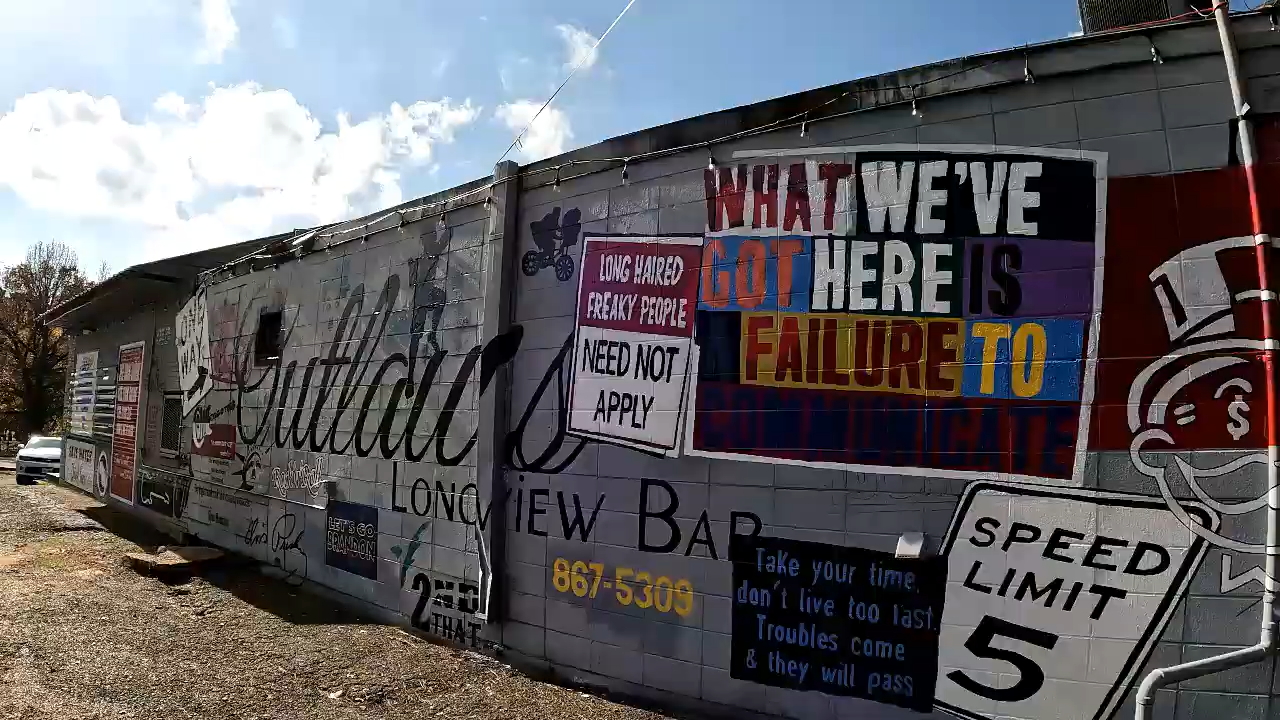 WHAT WE'VE
GOT HERE IS
A FAILURE TO
COMMUNICATE
LONG HAIRED
FREAKY PEOPLE
NEED NOT
APPLY
Outlaw's
LONGVIEW BAR
867-5309
LET'S GO
BRANDON
2ND
THAT
Take your time,
don't live too fast,
Troubles come
& they will pass
SPEED
LIMIT
5
$